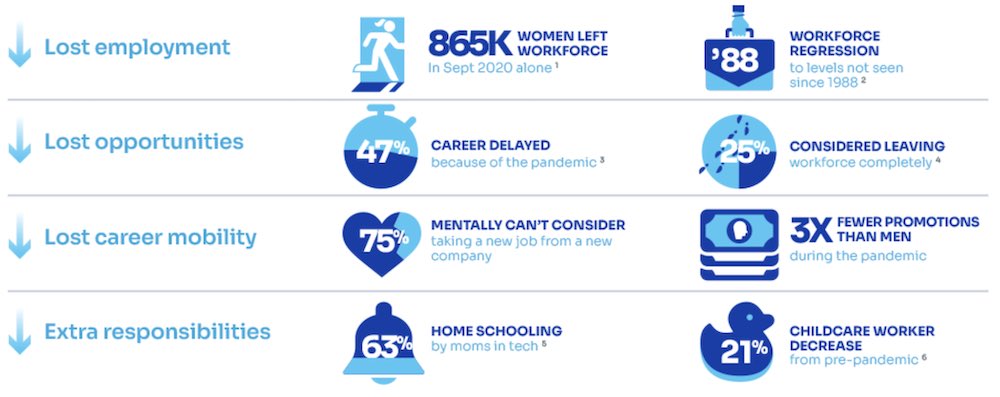 Lost employment
865K WOMEN LEFT
WORKFORCE
In Sept 2020 alone 1
'88
WORKFORCE
REGRESSION
to levels not seen
since 1988 2
Lost opportunities
47%
CAREER DELAYED
because of the pandemic 3
25%
CONSIDERED LEAVING
workforce completely 4
Lost career mobility
75%
MENTALLY CAN'T CONSIDER
taking a new job from a new
company
3X FEWER PROMOTIONS
THAN MEN
during the pandemic
Extra responsibilities
63%
HOME SCHOOLING
by moms in tech 5
21%
CHILDCARE WORKER
DECREASE
from pre-pandemic 6